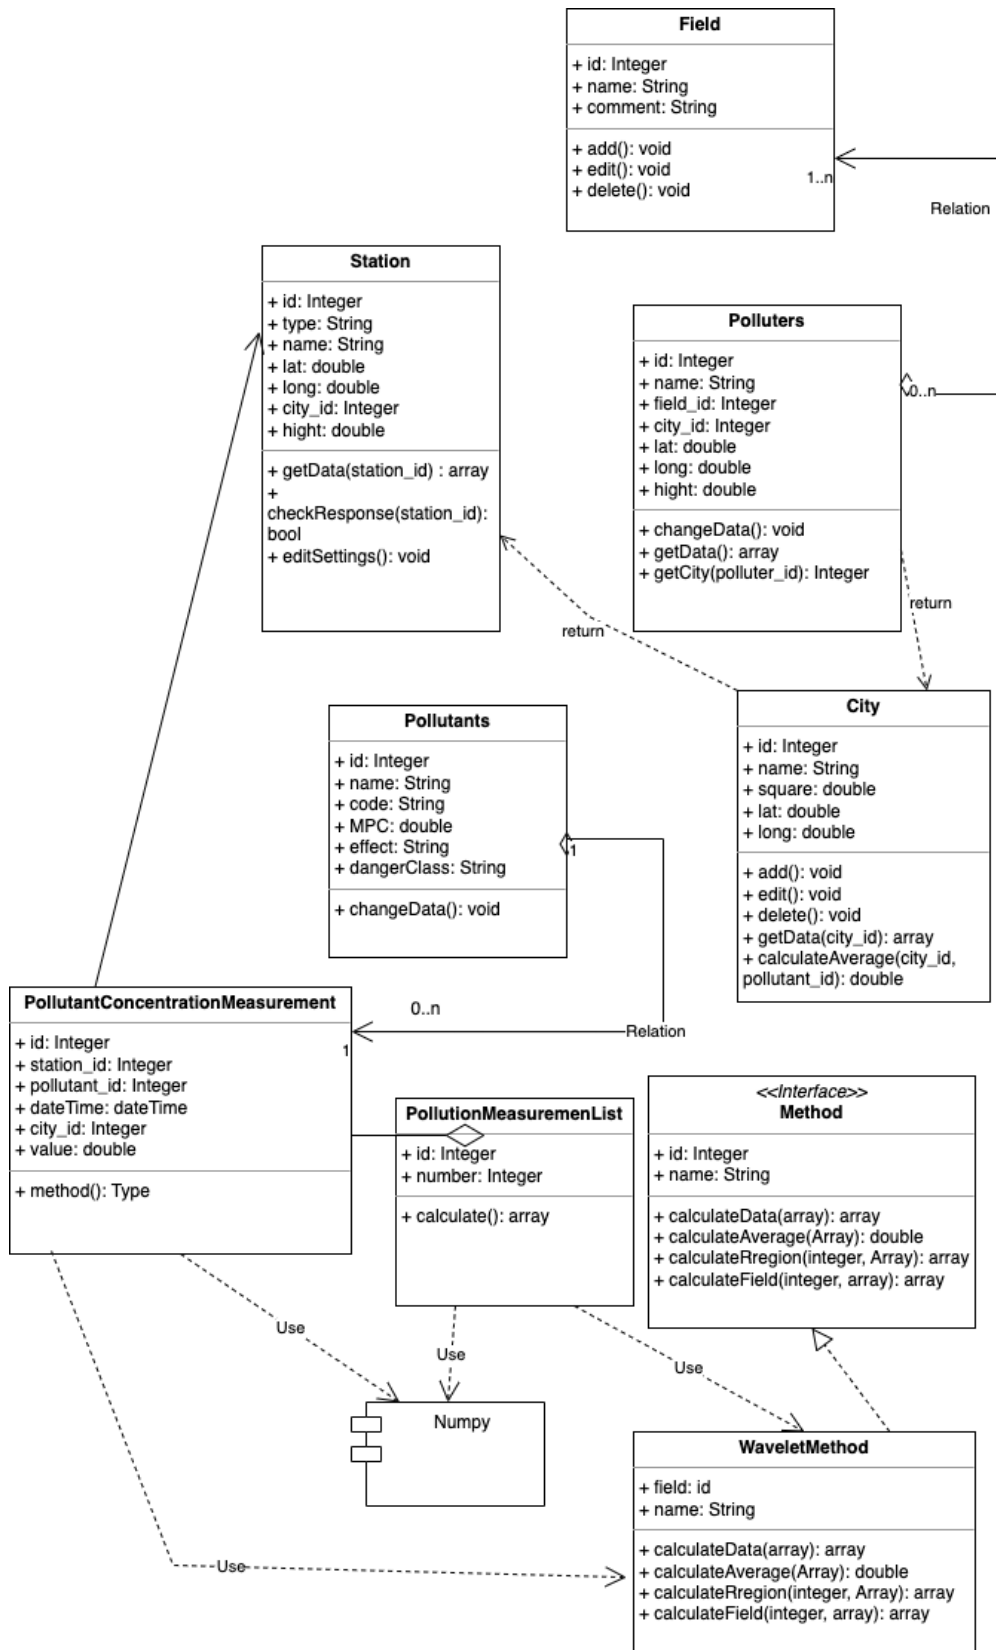 Field
+ id: Integer
+ name: String
+ comment: String
+ add(): void
+ edit(): void
+ delete(): void
1..n
Relation
Station
+ id: Integer
+ type: String
+ name: String
+ lat: double
+ long: double
+ city_id: Integer
+ hight: double
+ getData(station_id) : array
+
checkResponse(station_id):
bool
+ editSettings(): void
Polluters
+ id: Integer
+ name: String
+ field_id: Integer
+ city_id: Integer
+ lat: double
+ long: double
+ hight: double
+ changeData(): void
+ getData(): array
+ getCity(polluter_id): Integer
0..n
return
return
City
+ id: Integer
+ name: String
+ square: double
+ lat: double
+ long: double
+ add(): void
+ edit(): void
+ delete(): void
+ getData(city_id): array
+ calculateAverage(city_id,
pollutant_id): double
Pollutants
+ id: Integer
+ name: String
+ code: String
+ MPC: double
+ effect: String
+ dangerClass: String
+ changeData(): void
1
0..n
Relation
PollutantConcentrationMeasurement
+ id: Integer
+ station_id: Integer
+ pollutant_id: Integer
+ dateTime: dateTime
+ city_id: Integer
+ value: double
+ method(): Type
1
PollutionMeasuremenList
+ id: Integer
+ number: Integer
+ calculate(): array
<<Interface>>
Method
+ id: Integer
+ name: String
+ calculateData(array): array
+ calculateAverage(Array): double
+ calculateRregion(integer, Array): array
+ calculateField(integer, array): array
Use
Use
Use
Numpy
WaveletMethod
+ field: id
+ name: String
+ calculateData(array): array
+ calculateAverage(Array): double
+ calculateRregion(integer, Array): array
+ calculateField(integer, array): array
Use